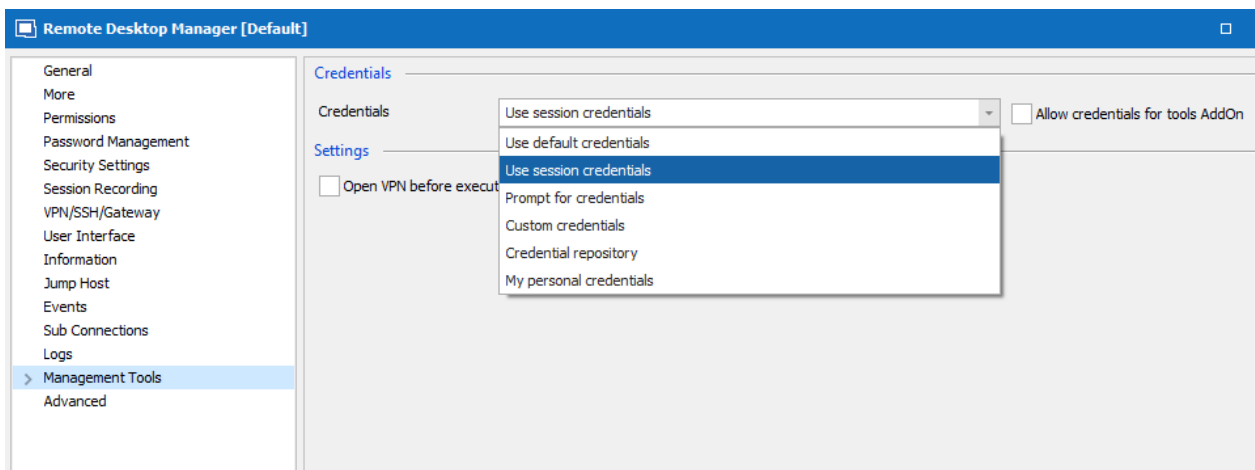 Remote Desktop Manager [Default]
General
More
Permissions
Password Management
Security Settings
Session Recording
VPN/SSH/Gateway
User Interface
Information
Jump Host
Events
Sub Connections
Logs
Management Tools
Advanced
Credentials
Credentials
Use session credentials
Allow credentials for tools AddOn
Use default credentials
Use session credentials
Prompt for credentials
Custom credentials
Credential repository
My personal credentials
Settings
Open VPN before execut